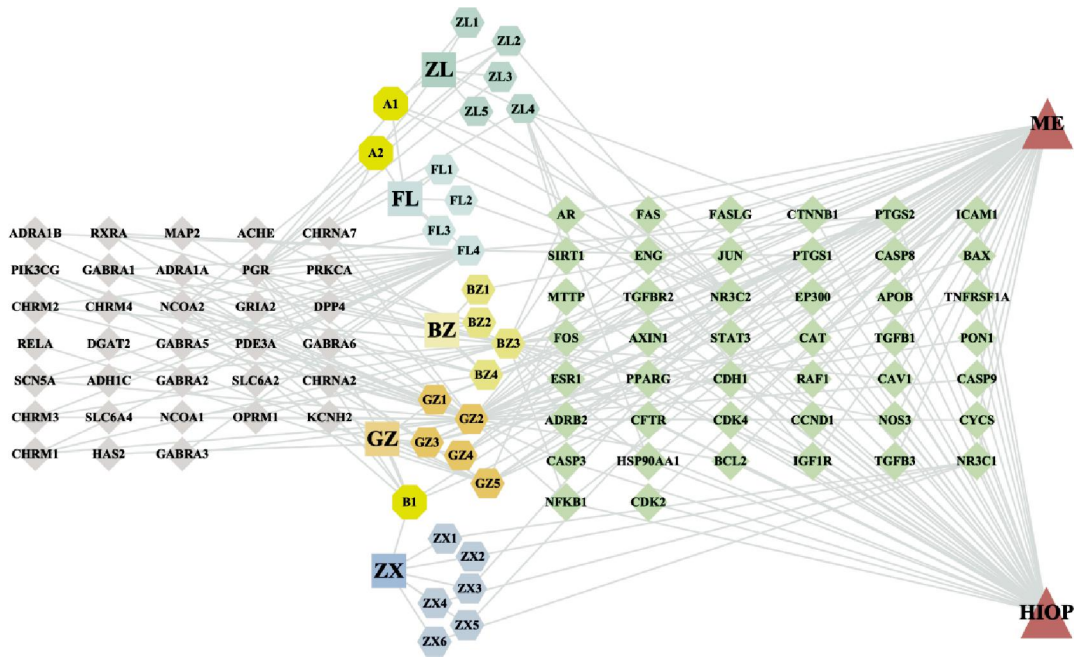 ZL1
ZL2
ZL
ZL3
ZL5
ZL4
A1
A2
ME
FL1
FL
FL2
FL3
FL4
ADRA1B RXRA MAP2 ACHE CHRNA7
PIK3CG GABRA1 ADRA1A PGR PRKCA
CHRM2 CHRM4 NCOA2 GRIA2 DPP4
RELA DGAT2 GABRA5 PDE3A GABRA6
SCN5A ADH1C GABRA2 SLC6A2 CHRNA2
CHRM3 SLC6A4 NCOA1 OPRM1 KCNH2
CHRM1 HAS2 GABRA3
BZ1
BZ
BZ2
BZ3
BZ4
GZ1
GZ2
GZ
GZ3
GZ4
GZ5
B1
AR FAS FASLG CTNNB1 PTGS2 ICAM1
SIRT1 ENG JUN PTGS1 CASP8 BAX
MTTP TGFBR2 NR3C2 EP300 APOB TNFRSF1A
FOS AXIN1 STAT3 CAT TGFB1 PON1
ESR1 PPARG CDH1 RAF1 CAV1 CASP9
ADRB2 CFTR CDK4 CCND1 NOS3 CYCS
CASP3 HSP90AA1 BCL2 IGF1R TGFB3 NR3C1
NFKB1 CDK2
ZX1
ZX2
ZX
ZX3
ZX4
ZX5
ZX6
HIOP